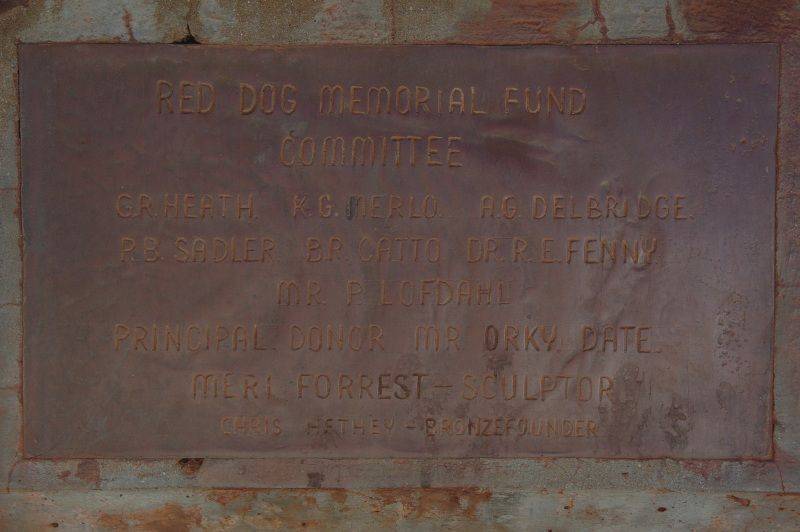 RED DOG MEMORIAL FUND
COMMITTEE
C.R. HEATH. K.G. MERLO. A.G. DELBRIDGE.
P.B. SADLER. B.R. CATTO DR. R.E. FENNY.
MR. P. LOFDAHL
PRINCIPAL. DONOR MR ORKY. DATE.
MERI FORREST - SCULPTOR
CHRIS HETHEY - BRONZEFOUNDER